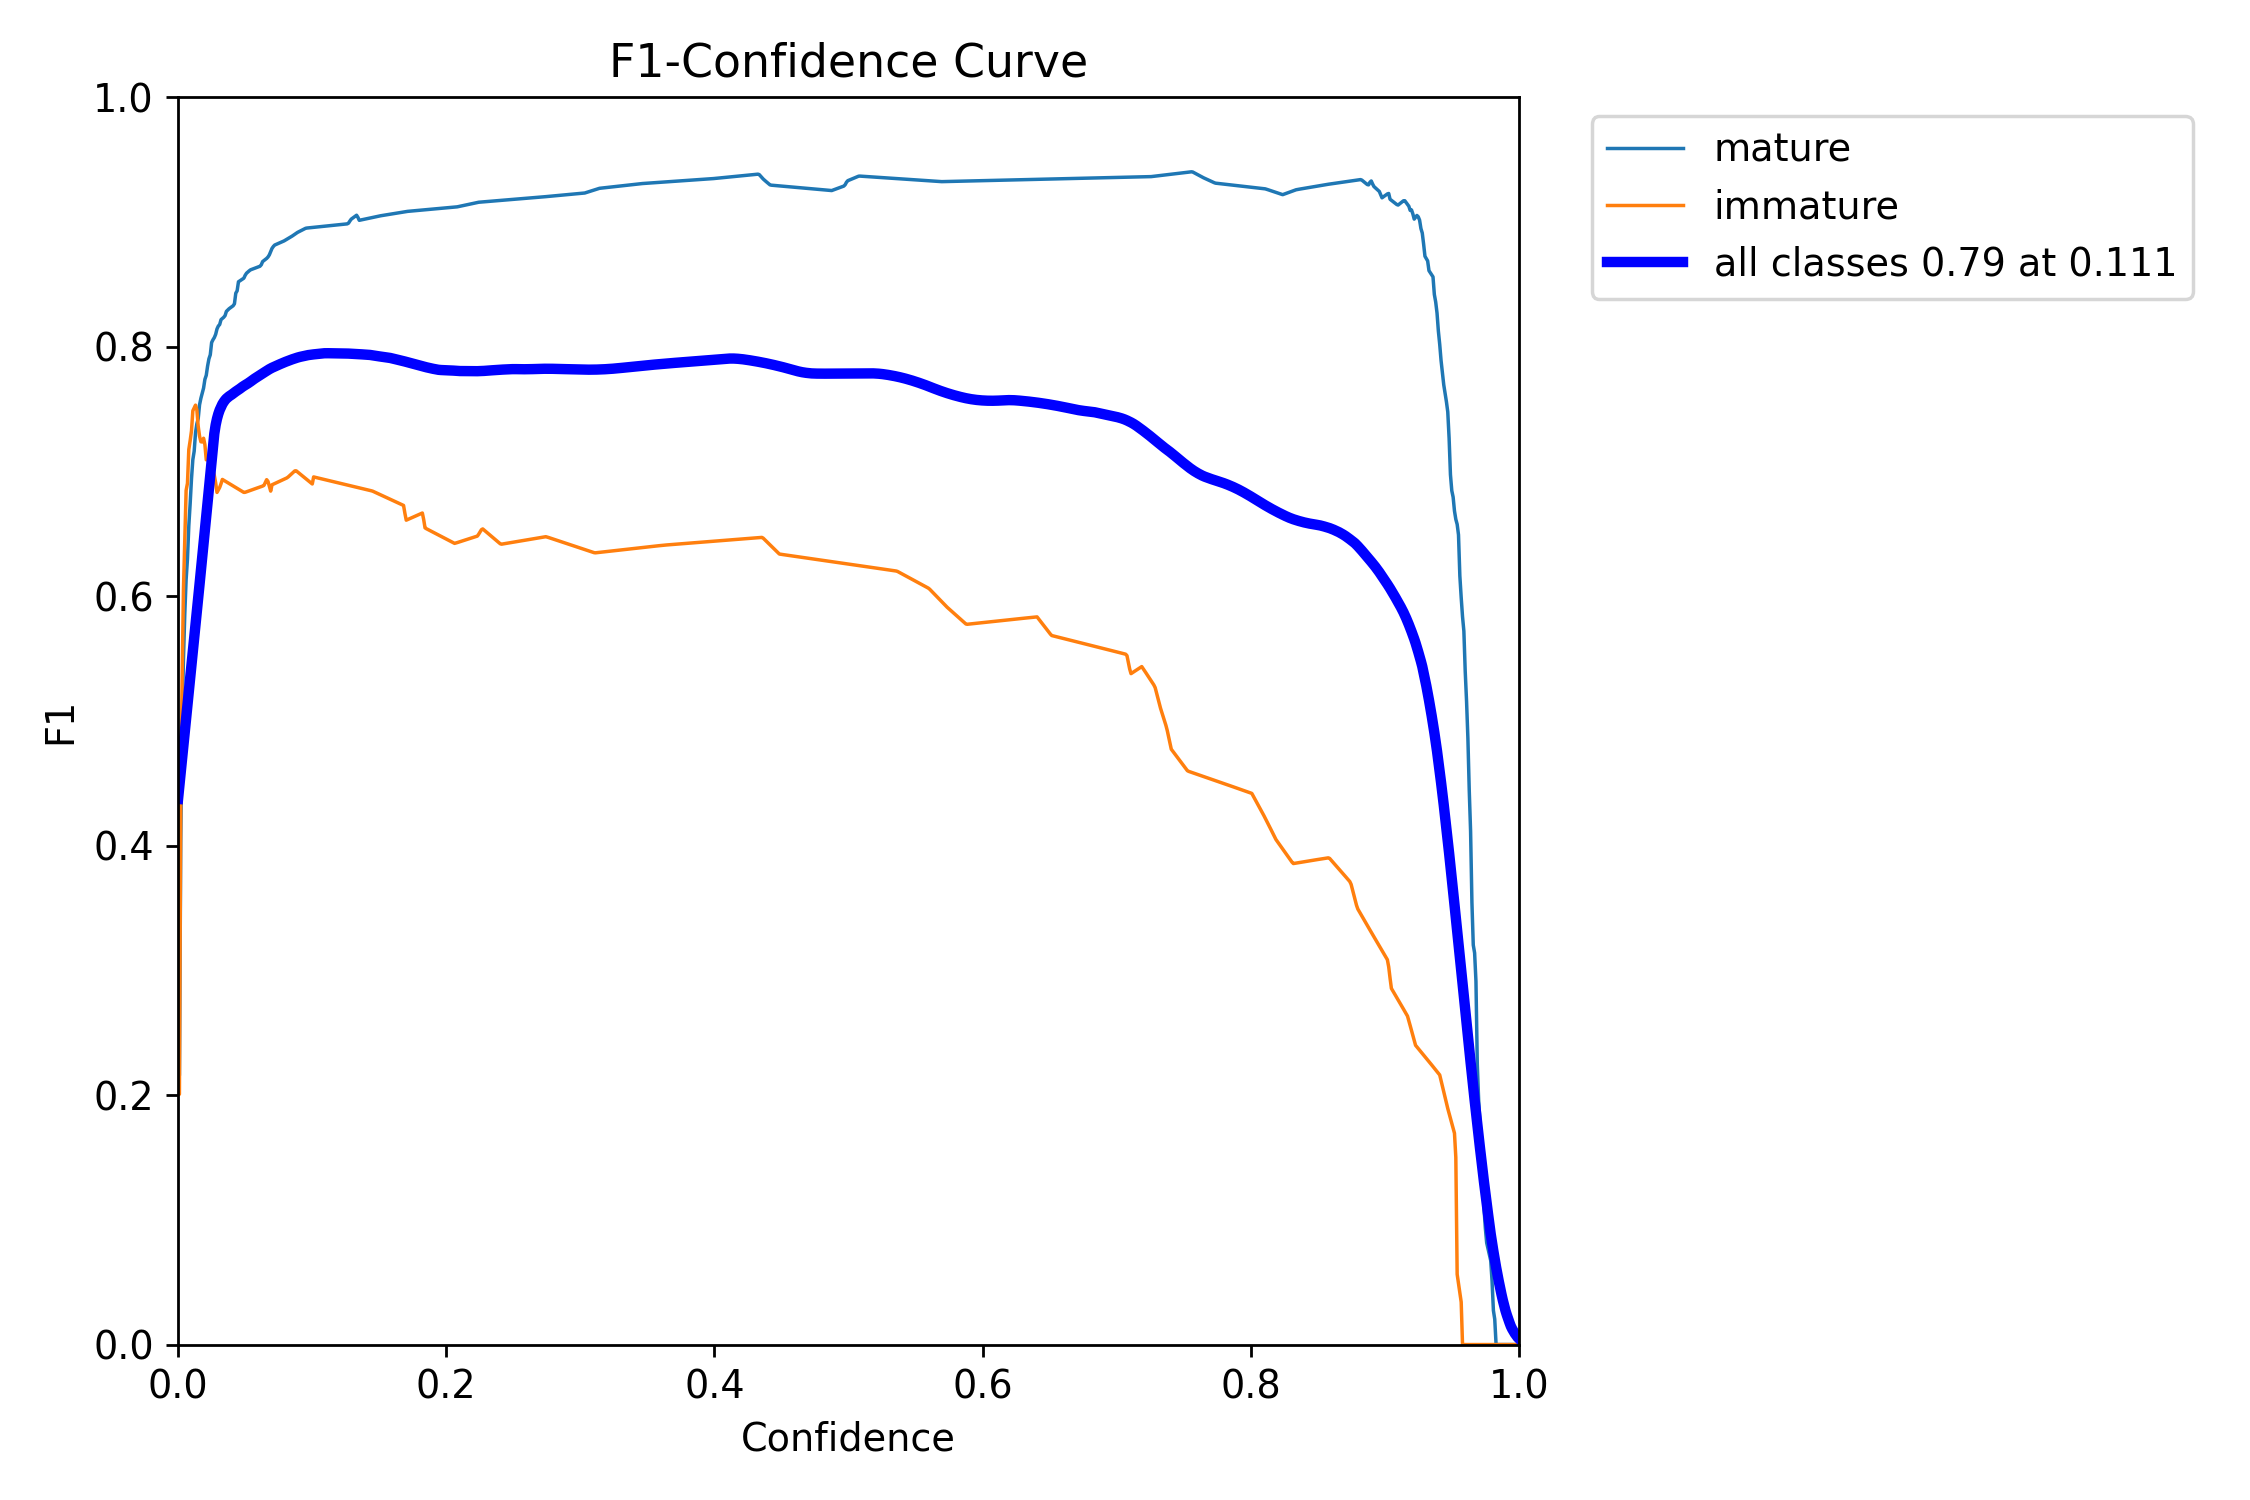 F1-Confidence Curve
1.0
0.8
0.6
0.4
0.2
0.0
F1
0.0 0.2 0.4 0.6 0.8 1.0
Confidence
mature
immature
all classes 0.79 at 0.111